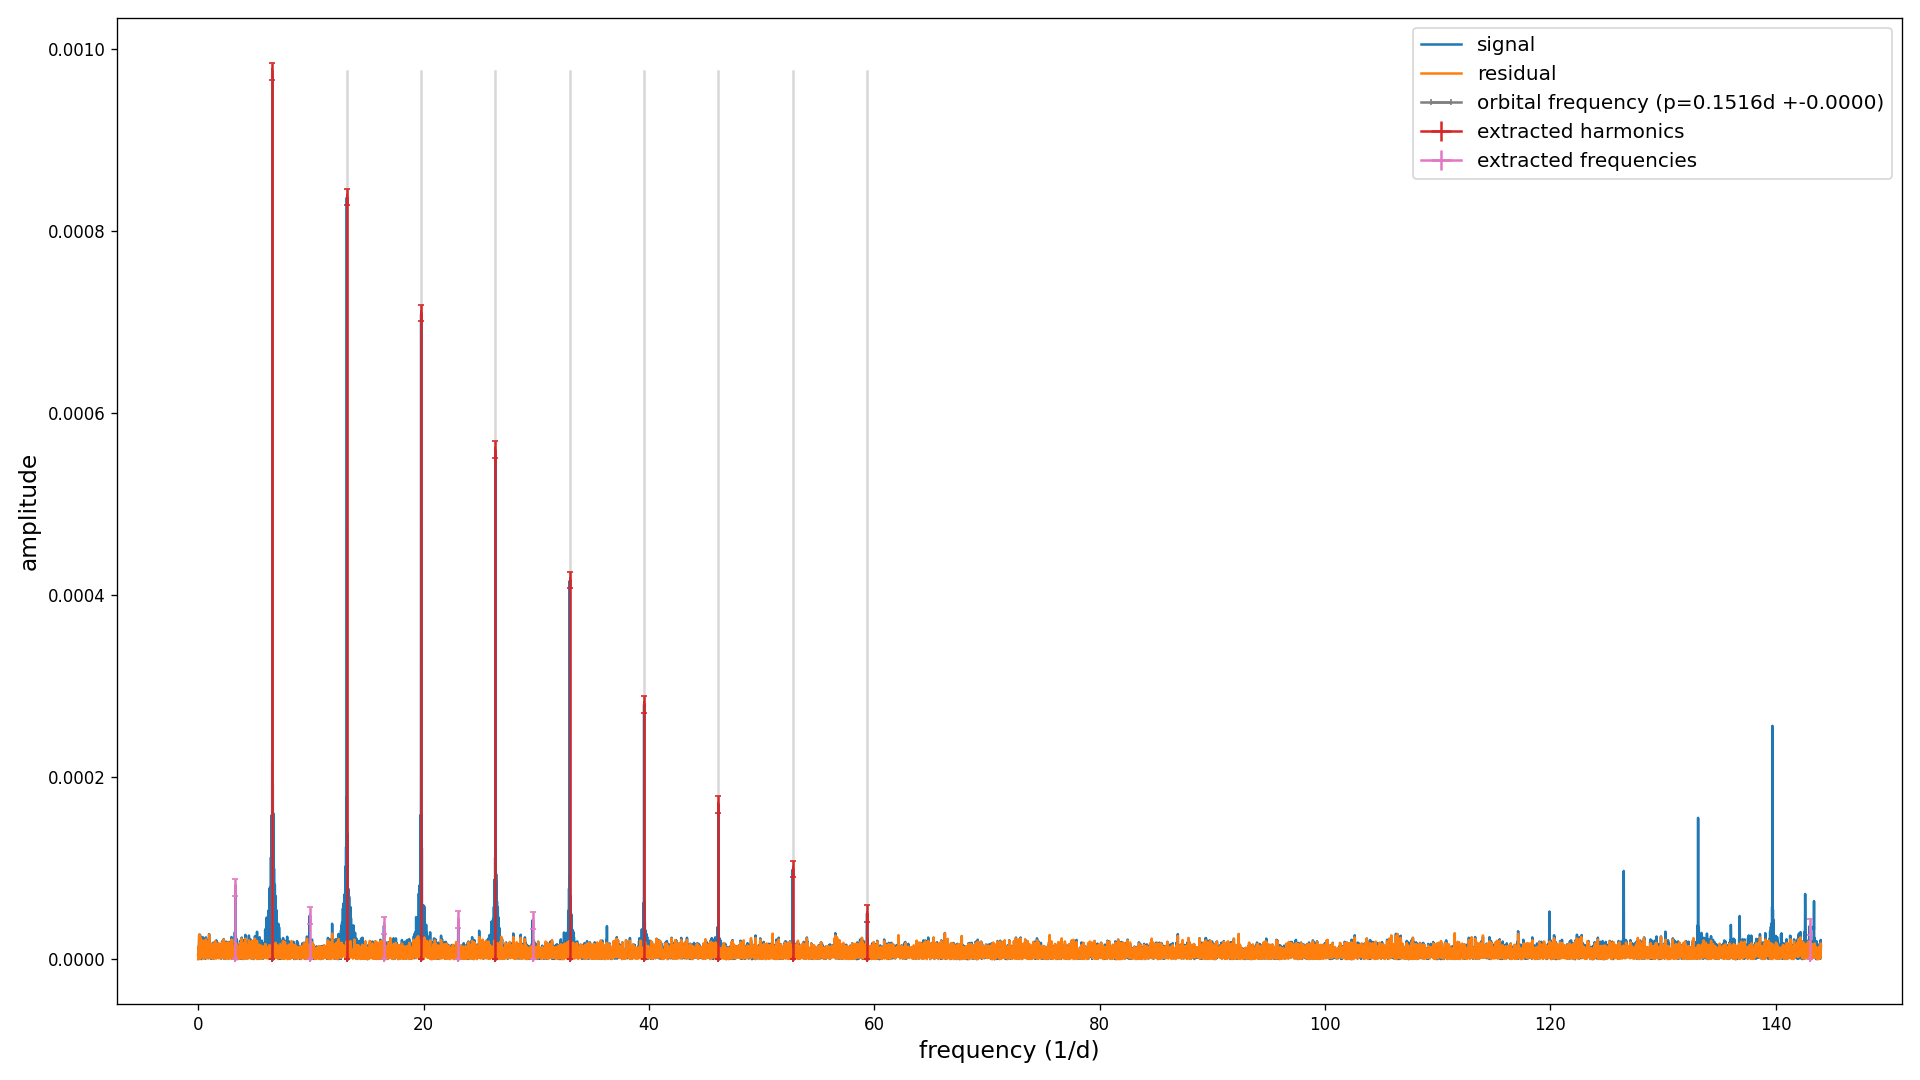 signal
residual
orbital frequency (p=0.1516d +-0.0000)
extracted harmonics
extracted frequencies
0.0010
0.0008
0.0006
0.0004
0.0002
0.0000
amplitude
0 20 40 60 80 100 120 140
frequency (1/d)